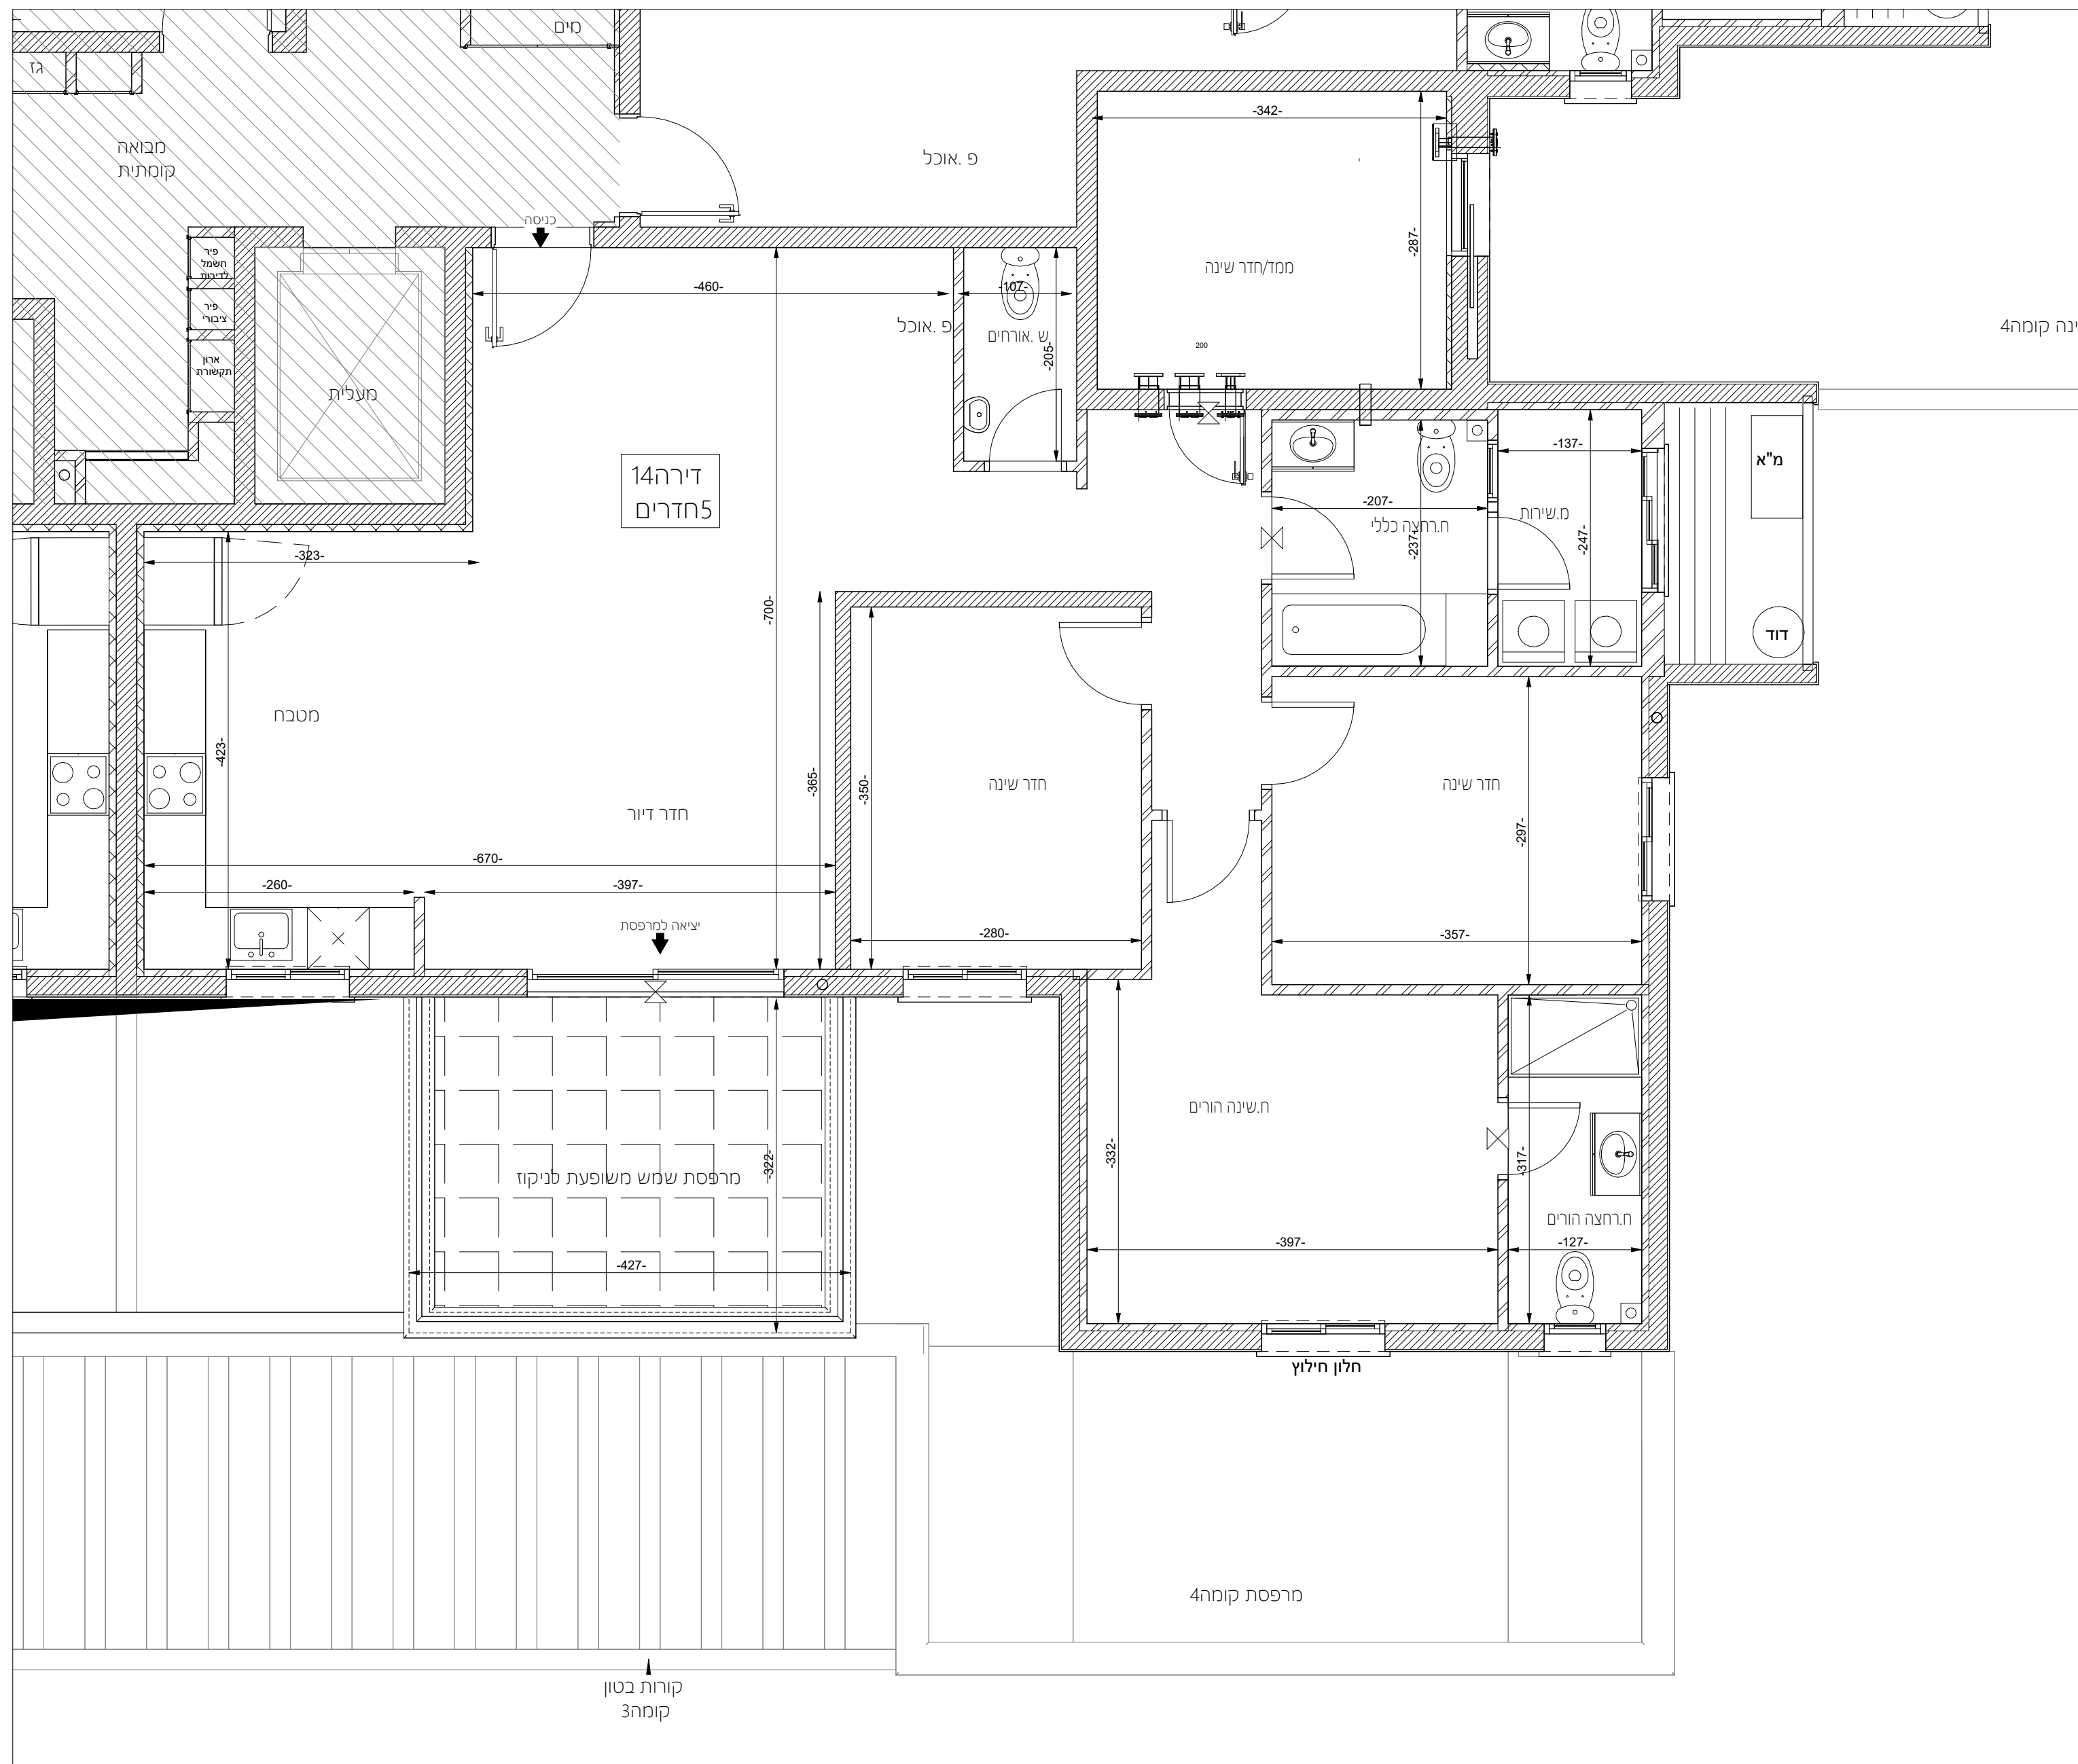 מים
גז
מבואה
קומתית
פ .אוכל
-342-
-287-
ממד/חדר שינה
200
כניסה
פיר
חשמל
לדירות
פיר
ציבורי
ארון
תקשורת
מעלית
-460-
-107-
פ .אוכל
ש .אורחים
-205-
ינה קומה4
דירה14
5חדרים
-137-
מ"א
-207-
ח.רחצה כללי
-237-
מ.שירות
-247-
דוד
-323-
-700-
-423-
מטבח
-365-
-350-
חדר שינה
חדר שינה
חדר דיור
-297-
-670-
-260-
-397-
יציאה למרפסת
-280-
-357-
ח.שינה הורים
-332-
-317-
מרפסת שמש משופעת לניקוז
-322-
ח.רחצה הורים
-427-
-397-
-127-
חלון חילוץ
מרפסת קומה4
קורות בטון
קומה3